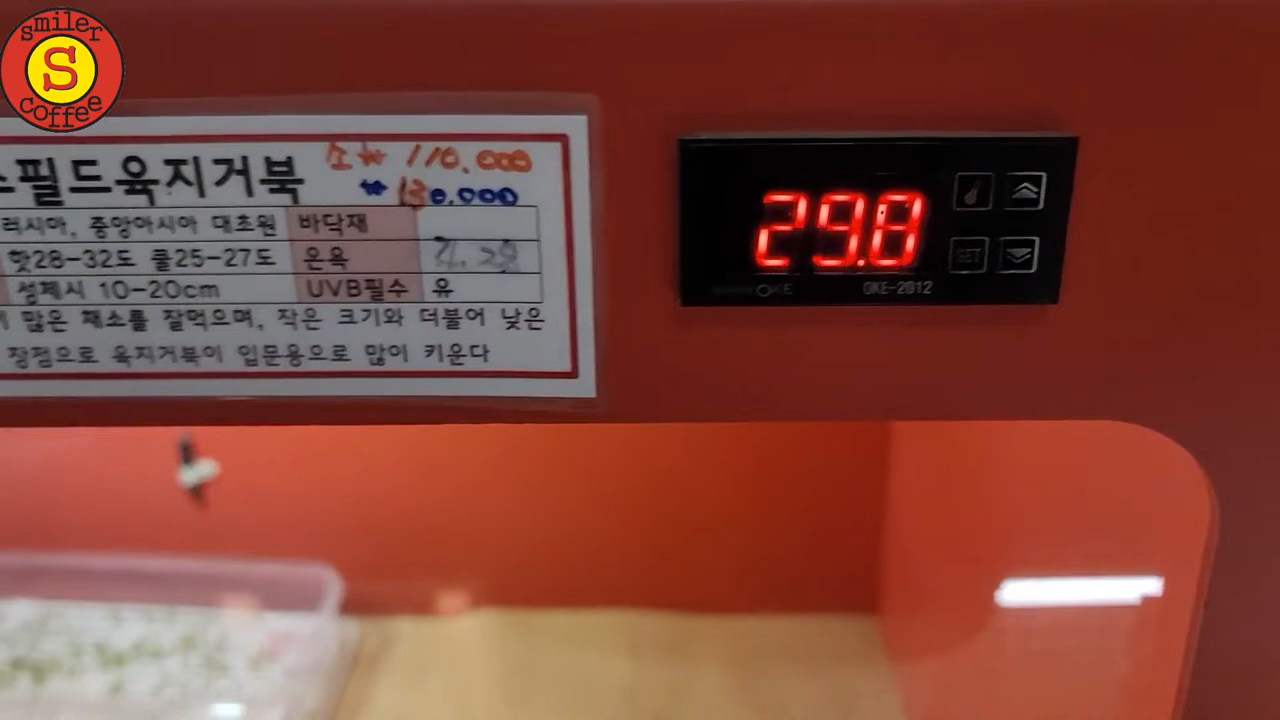 smiler
S
coffee
스필드육지거북
소 110.000
130.000
러시아, 중앙아시아 대초원 바닥재
핫28-32도 쿨25-27도 온욕
성체시 10-20cm UVB필수 유
많은 채소를 잘먹으며, 작은 크기와 더불어 낮은
장점으로 육지거북이 입문용으로 많이 키운다
29.8
SET
OKE-2012